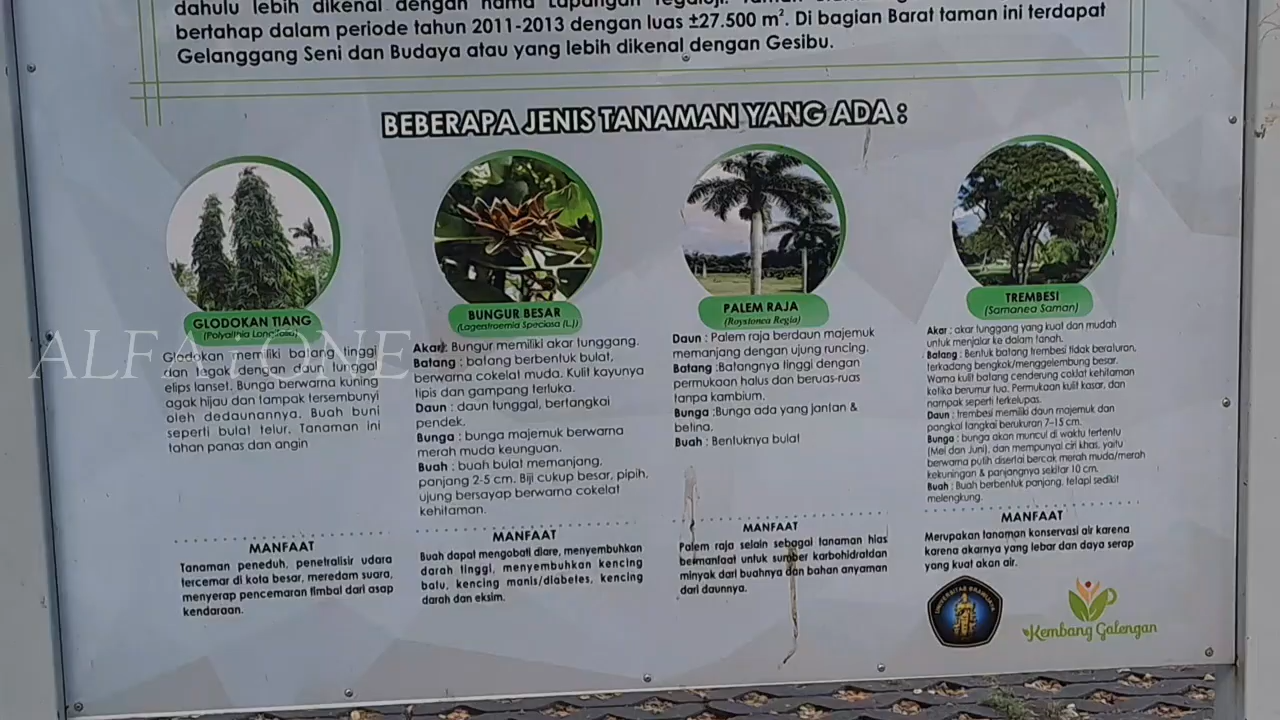 dahulu lebih dikenal dengan nama Lapangan
bertahap dalam periode tahun 2011-2013 dengan luas ±27.500 m². Di bagian Barat taman ini terdapat
Gelanggang Seni dan Budaya atau yang lebih dikenal dengan Gesibu.
BEBERAPA JENIS TANAMAN YANG ADA :
GLODOKAN TIANG
(Polyalthia Longifolia)
Glodokan memiliki batang tinggi
dan tegak dengan daun tunggal
elips lanset. Bunga berwarna kuning
agak hijau dan tampak tersembunyi
oleh dedaunannya. Buah buni
seperti bulat telur. Tanaman ini
tahan panas dan angin
MANFAAT
Tanaman peneduh, penetralisir udara
tercemar di kota besar, meredam suara,
menyerap pencemaran timbal dari asap
kendaraan.
BUNGUR BESAR
(Lagerstroemia Speciosa (L.))
Akar: Bungur memiliki akar tunggang.
Batang : batang berbentuk bulat,
berwarna cokelat muda. Kulit kayunya
tipis dan gampang terluka.
Daun : daun tunggal, bertangkai
pendek.
Bunga : bunga majemuk berwarna
merah muda keunguan.
Buah : buah bulat memanjang,
panjang 2-5 cm. Biji cukup besar, pipih,
ujung bersayap berwarna cokelat
kehitaman.
MANFAAT
Buah dapat mengobati diare, menyembuhkan
darah tinggi, menyembuhkan kencing
batu, kencing manis/diabetes, kencing
darah dan eksim.
PALEM RAJA
(Roystonea Regia)
Daun : Palem raja berdaun majemuk
memanjang dengan ujung runcing.
Batang :Batangnya tinggi dengan
permukaan halus dan beruas-ruas
tanpa kambium.
Bunga :Bunga ada yang jantan &
betina.
Buah : Bentuknya bulat
MANFAAT
Palem raja selain sebagai tanaman hias
bermanfaat untuk sumber karbohidratdan
minyak dari buahnya dan bahan anyaman
dari daunnya.
TREMBESI
(Samanea Saman)
Akar : akar tunggang yang kuat dan mudah
untuk menjalar ke dalam tanah.
Batang : Bentuk batang trembesi tidak beraturan,
terkadang bengkok/menggelembung besar.
Warna kulit batang cenderung coklat kehitaman
ketika berumur tua. Permukaan kulit kasar, dan
nampak seperti terkelupas.
Daun : trembesi memiliki daun majemuk dan
pangkal tangkai berukuran 7-15 cm.
Bunga : bunga akan muncul di waktu tertentu
(Mei dan Juni), dan mempunyai ciri khas, yaitu
berwarna putih disertai bercak merah muda/merah
kekuningan & panjangnya sekitar 10 cm.
Buah : Buah berbentuk panjang, tetapi sedikit
melengkung.
MANFAAT
Merupakan tanaman konservasi air karena
karena akarnya yang lebar dan daya serap
yang kuat akan air.
UNIVERSITAS BRAWIJAYA
Kembang Galengan
ALFA ONE